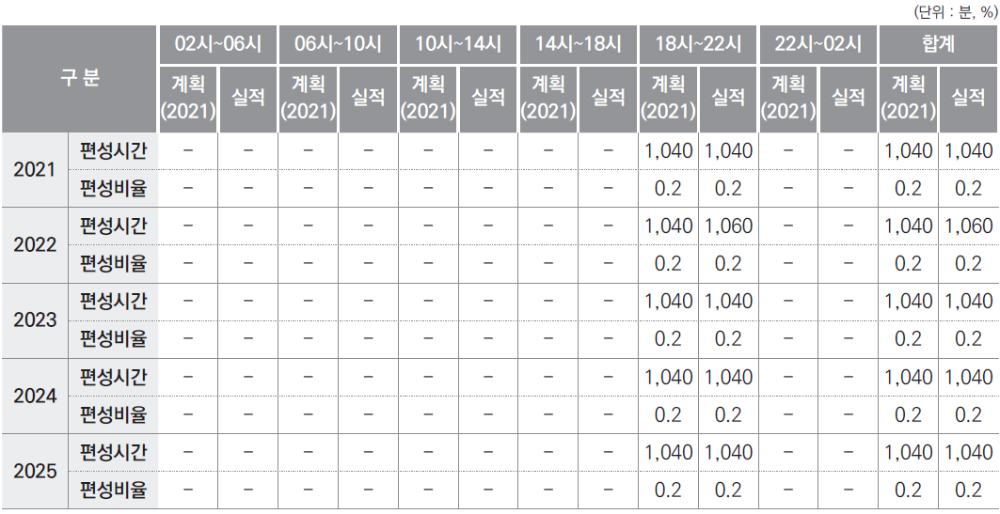 (단위 : 분, %)
구 분 02시~06시 06시~10시 10시~14시 14시~18시 18시~22시 22시~02시 합계
계획 (2021) 실적 계획 (2021) 실적 계획 (2021) 실적 계획 (2021) 실적 계획 (2021) 실적 계획 (2021) 실적 계획 (2021) 실적
2021 편성시간 – – – – – – – – 1,040 1,040 – – 1,040 1,040
편성비율 – – – – – – – – 0.2 0.2 – – 0.2 0.2
2022 편성시간 – – – – – – – – 1,040 1,060 – – 1,040 1,060
편성비율 – – – – – – – – 0.2 0.2 – – 0.2 0.2
2023 편성시간 – – – – – – – – 1,040 1,040 – – 1,040 1,040
편성비율 – – – – – – – – 0.2 0.2 – – 0.2 0.2
2024 편성시간 – – – – – – – – 1,040 1,040 – – 1,040 1,040
편성비율 – – – – – – – – 0.2 0.2 – – 0.2 0.2
2025 편성시간 – – – – – – – – 1,040 1,040 – – 1,040 1,040
편성비율 – – – – – – – – 0.2 0.2 – – 0.2 0.2